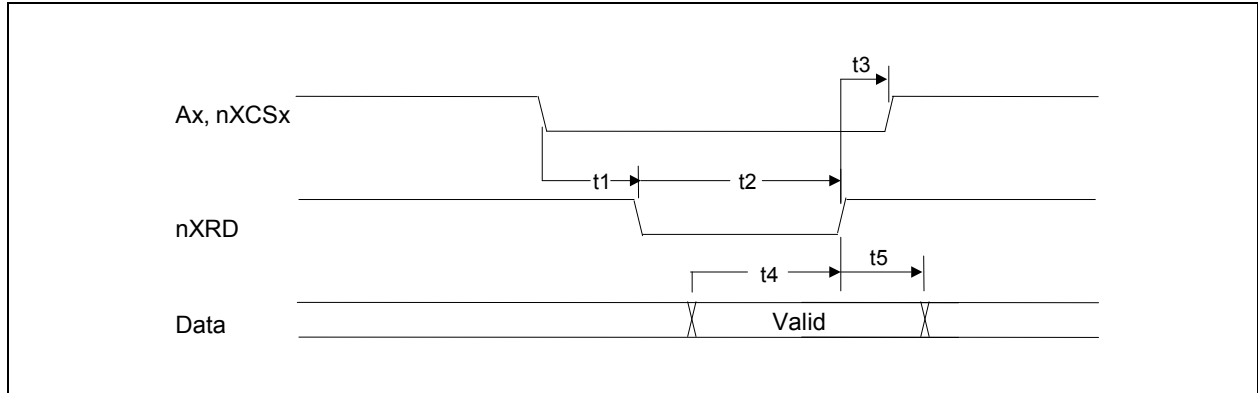 t3
Ax, nXCSx
t1
t2
nXRD
t4
t5
Data
Valid